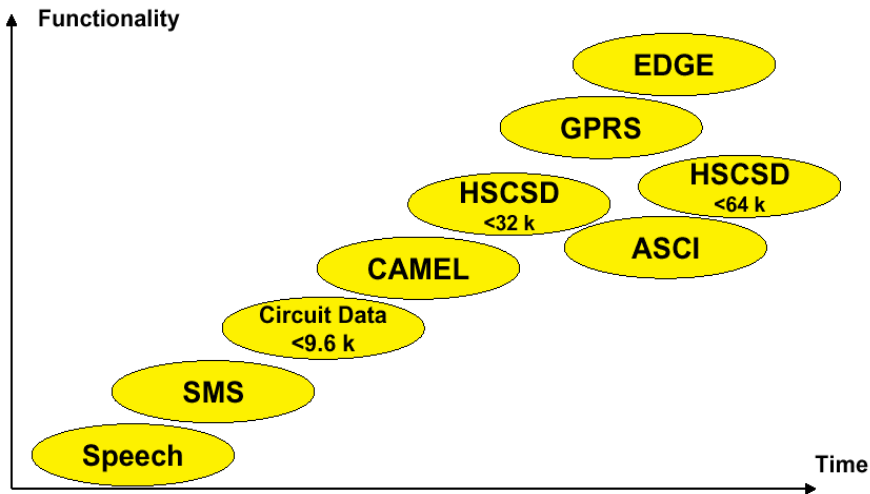 Functionality
EDGE
GPRS
HSCSD
<64 k
HSCSD
<32 k
ASCI
CAMEL
Circuit Data
<9.6 k
SMS
Speech
Time